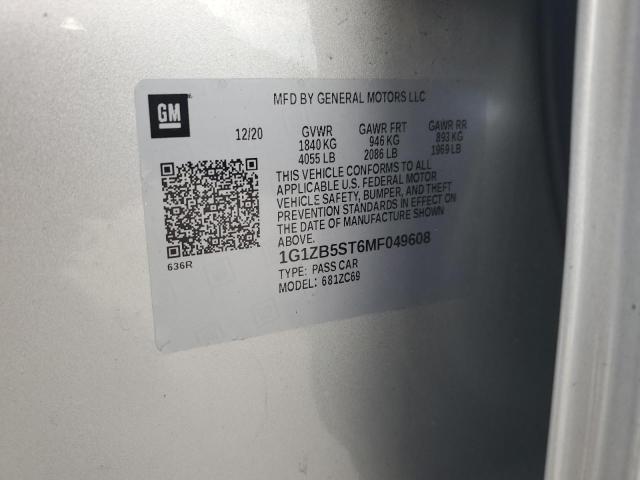 GM
MFD BY GENERAL MOTORS LLC
12/20 GVWR GAWR FRT GAWR RR
1840 KG 946 KG 893 KG
4055 LB 2086 LB 1969 LB
THIS VEHICLE CONFORMS TO ALL
APPLICABLE U.S. FEDERAL MOTOR
VEHICLE SAFETY, BUMPER, AND THEFT
PREVENTION STANDARDS IN EFFECT ON
THE DATE OF MANUFACTURE SHOWN
ABOVE.
1G1ZB5ST6MF049608
636R
TYPE: PASS CAR
MODEL: 681ZC69